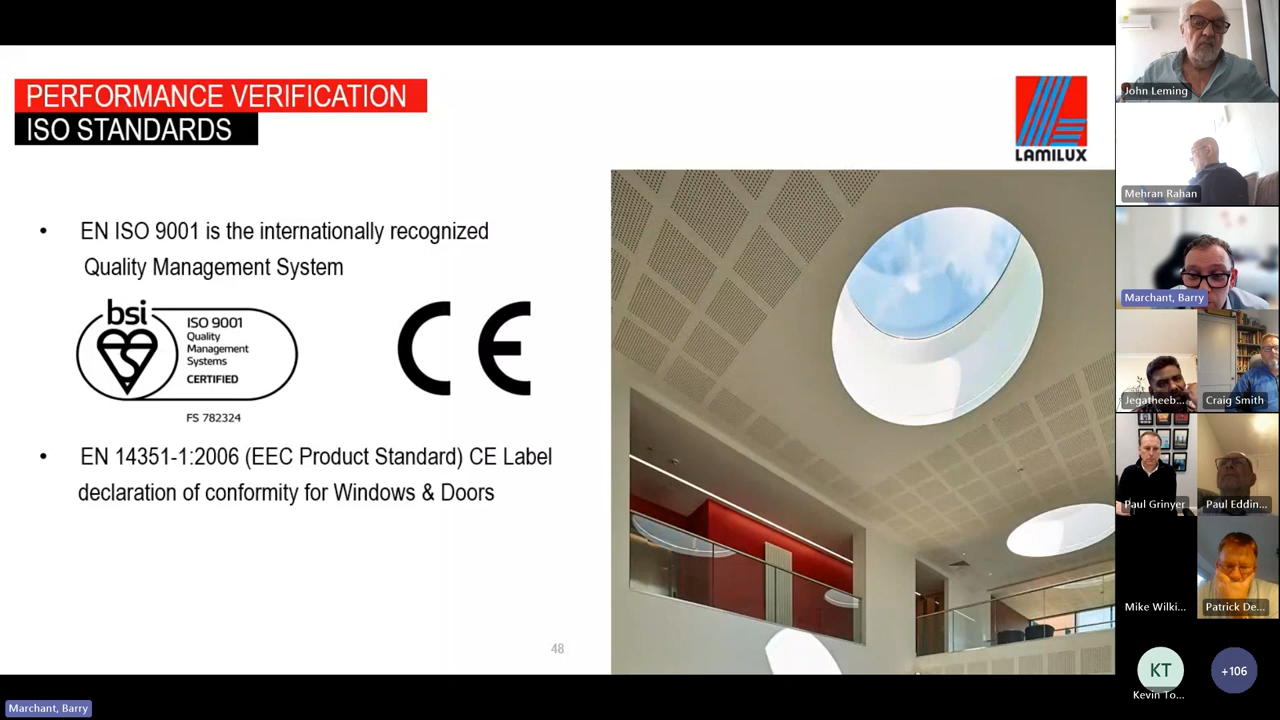 PERFORMANCE VERIFICATION
ISO STANDARDS
LAMILUX
• EN ISO 9001 is the internationally recognized
Quality Management System
bsi
ISO 9001
Quality
Management
Systems
CERTIFIED
FS 782324
CE
• EN 14351-1:2006 (EEC Product Standard) CE Label
declaration of conformity for Windows & Doors
48
Marchant, Barry
John Leming
Mehran Rahan
Marchant, Barry
Jegatheeb...
Craig Smith
Paul Grinyer
Paul Eddin...
Mike Wilki...
Patrick De...
KT
Kevin To...
+106